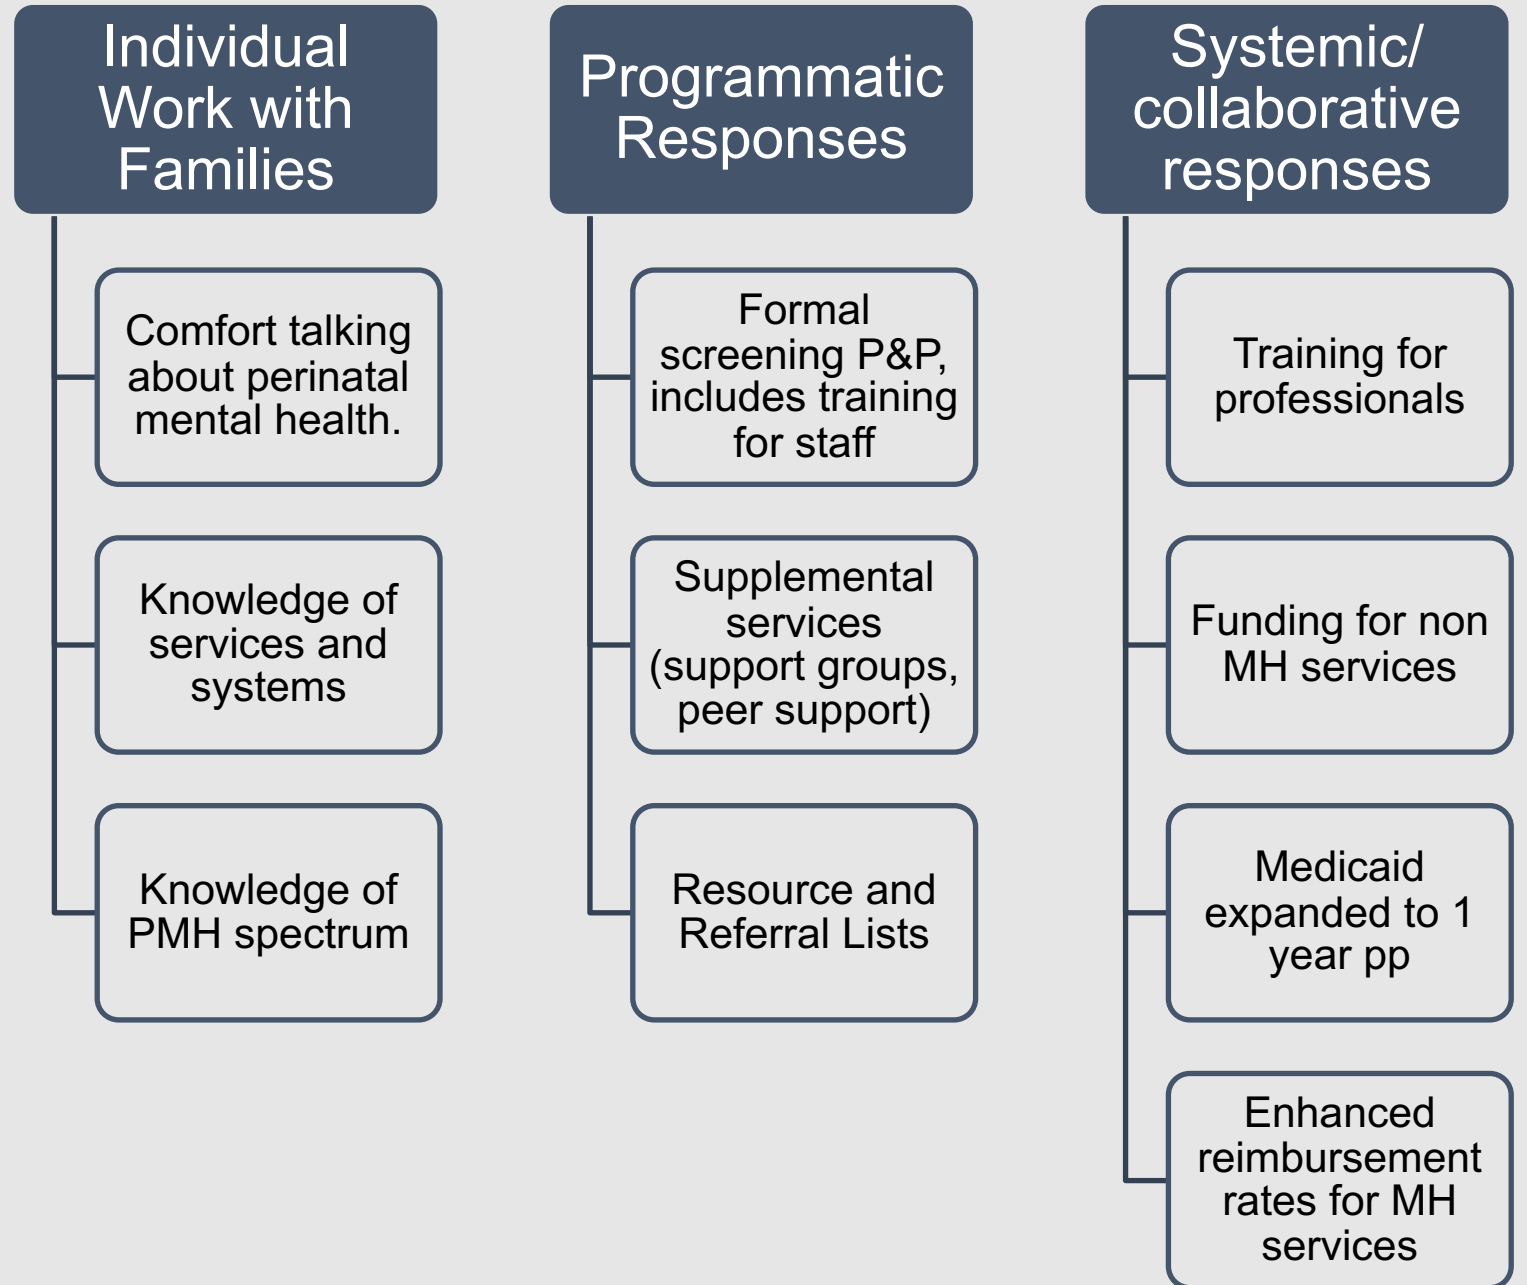 Individual
Work with
Families
Comfort talking
about perinatal
mental health.
Knowledge of
services and
systems
Knowledge of
PMH spectrum
Programmatic
Responses
Formal
screening P&P,
includes training
for staff
Supplemental
services
(support groups,
peer support)
Resource and
Referral Lists
Systemic/
collaborative
responses
Training for
professionals
Funding for non
MH services
Medicaid
expanded to 1
year pp
Enhanced
reimbursement
rates for MH
services